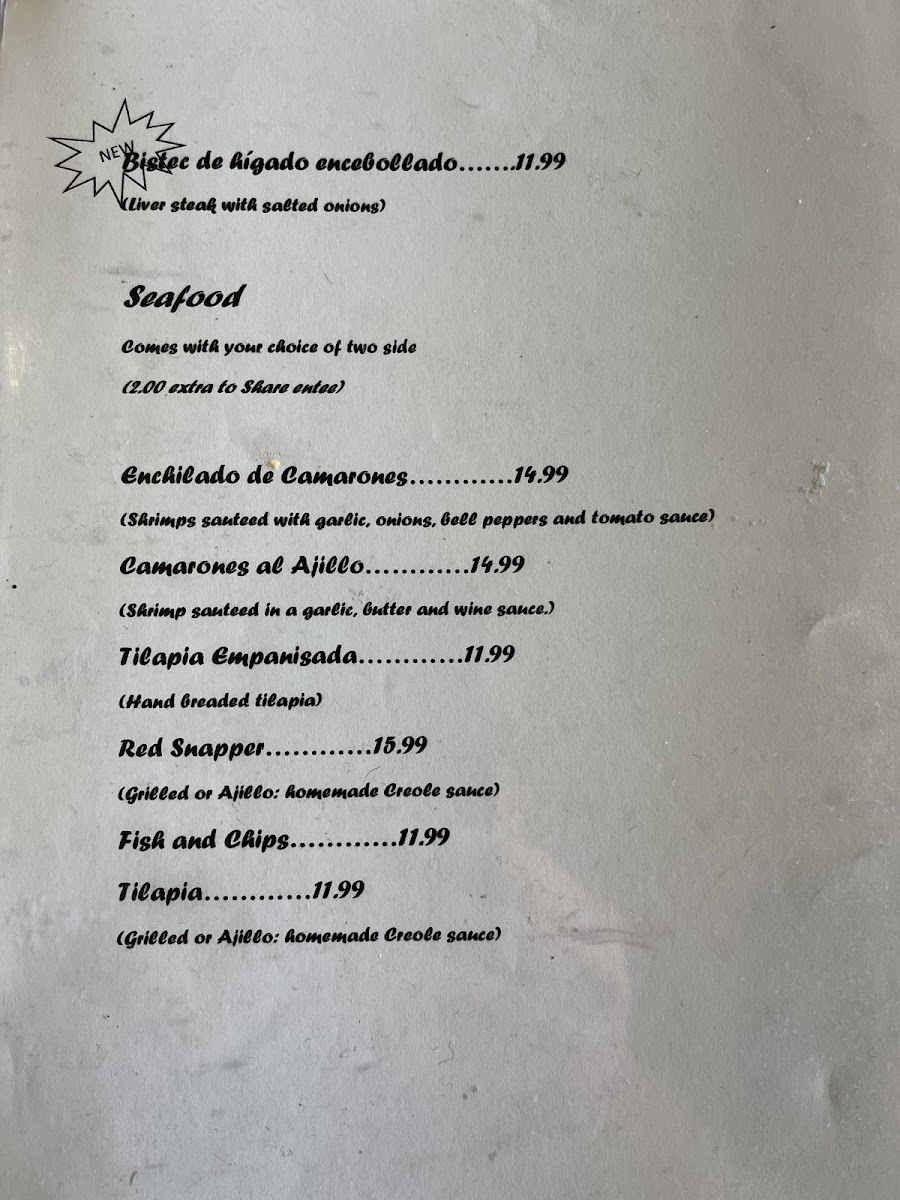 NEW
Bistec de hígado encebollado.......11.99
(Liver steak with salted onions)
Seafood
Comes with your choice of two side
(2.00 extra to Share entee)
Enchilado de Camarones............14.99
(Shrimps sauteed with garlic, onions, bell peppers and tomato sauce)
Camarones al Ajillo............14.99
(Shrimp sauteed in a garlic, butter and wine sauce.)
Tilapia Empanisada............11.99
(Hand breaded tilapia)
Red Snapper............15.99
(Grilled or Ajillo: homemade Creole sauce)
Fish and Chips............11.99
Tilapia............11.99
(Grilled or Ajillo: homemade Creole sauce)